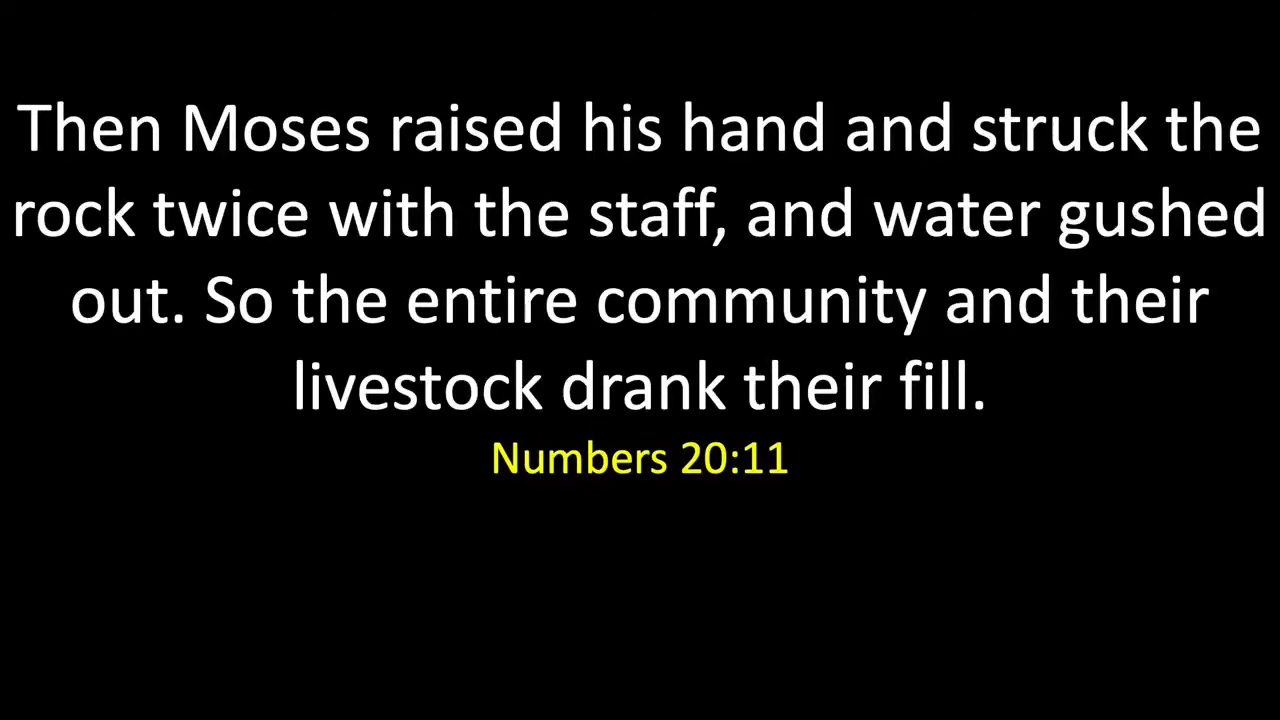 Then Moses raised his hand and struck the
rock twice with the staff, and water gushed
out. So the entire community and their
livestock drank their fill.
Numbers 20:11